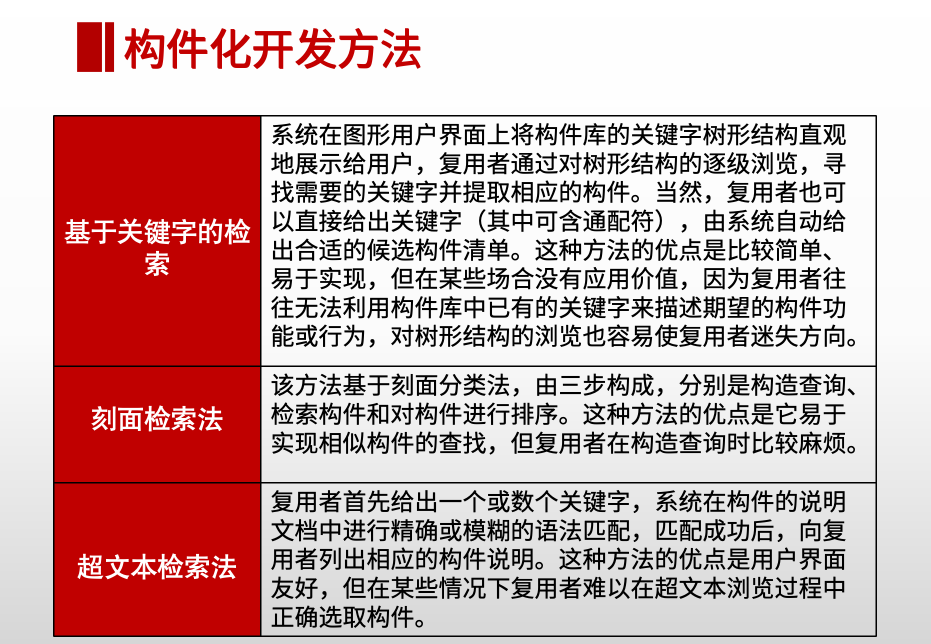 构件化开发方法
基于关键字的检
索
系统在图形用户界面上将构件库的关键字树形结构直观
地展示给用户，复用者通过对树形结构的逐级浏览，寻
找需要的关键字并提取相应的构件。当然，复用者也可
以直接给出关键字（其中可含通配符），由系统自动给
出合适的候选构件清单。这种方法的优点是比较简单、
易于实现，但在某些场合没有应用价值，因为复用者往
往无法利用构件库中已有的关键字来描述期望的构件功
能或行为，对树形结构的浏览也容易使复用者迷失方向。
刻面检索法
该方法基于刻面分类法，由三步构成，分别是构造查询、
检索构件和对构件进行排序。这种方法的优点是它易于
实现相似构件的查找，但复用者在构造查询时比较麻烦。
超文本检索法
复用者首先给出一个或数个关键字，系统在构件的说明
文档中进行精确或模糊的语法匹配，匹配成功后，向复
用者列出相应的构件说明。这种方法的优点是用户界面
友好，但在某些情况下复用者难以在超文本浏览过程中
正确选取构件。